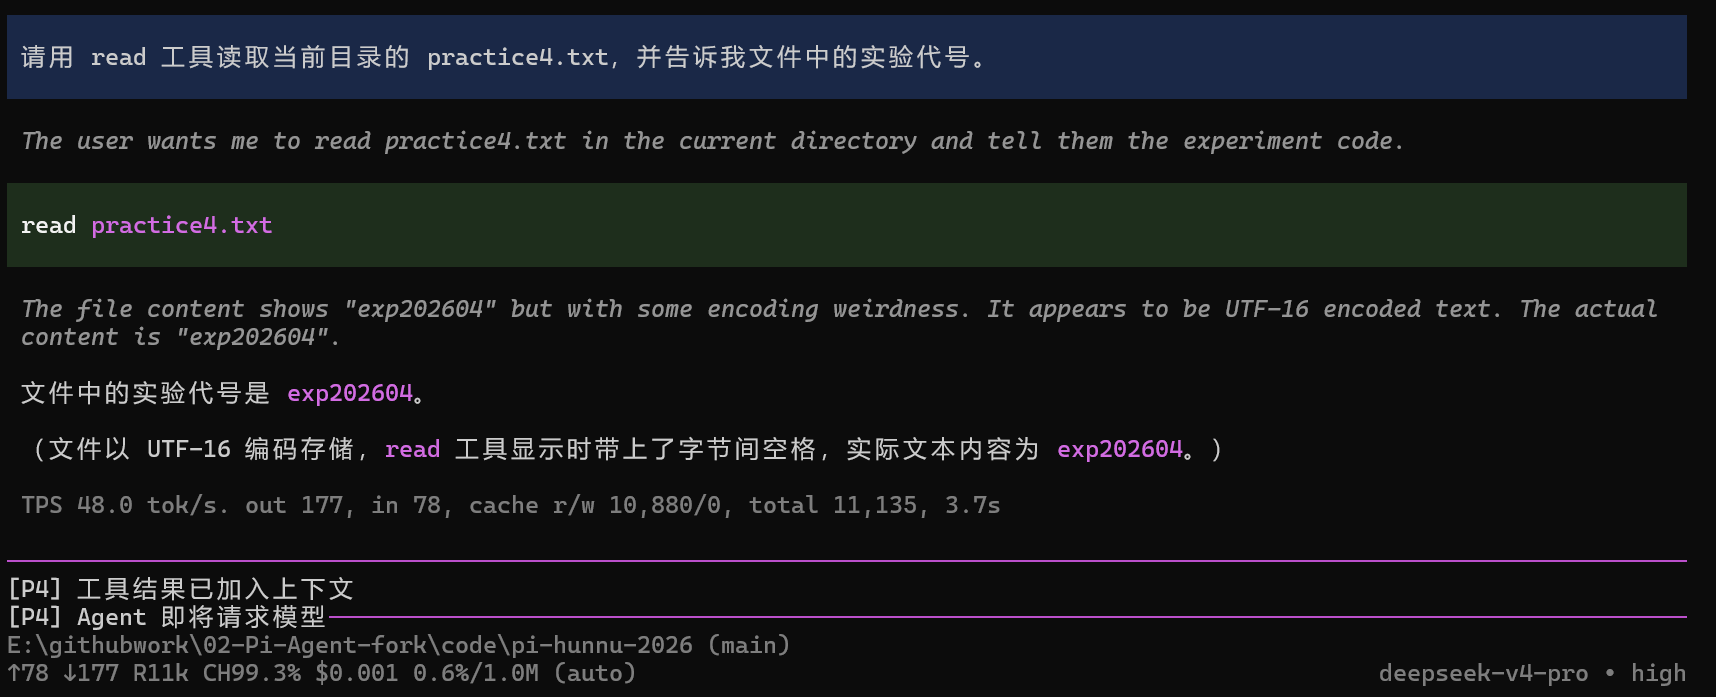 请用 read 工具读取当前目录的 practice4.txt, 并告诉我文件中的实验代号。
The user wants me to read practice4.txt in the current directory and tell them the experiment code.
read practice4.txt
The file content shows "exp202604" but with some encoding weirdness. It appears to be UTF-16 encoded text. The actual
content is "exp202604".
文件中的实验代号是 exp202604。
（文件以 UTF-16 编码存储, read 工具显示时带上了字节间空格, 实际文本内容为 exp202604。）
TPS 48.0 tok/s. out 177, in 78, cache r/w 10,880/0, total 11,135, 3.7s
[P4] 工具结果已加入上下文
[P4] Agent 即将请求模型
E:\githubwork\02-Pi-Agent-fork\code\pi-hunnu-2026 (main)
↑78 ↓177 R11k CH99.3% $0.001 0.6%/1.0M (auto) deepseek-v4-pro • high